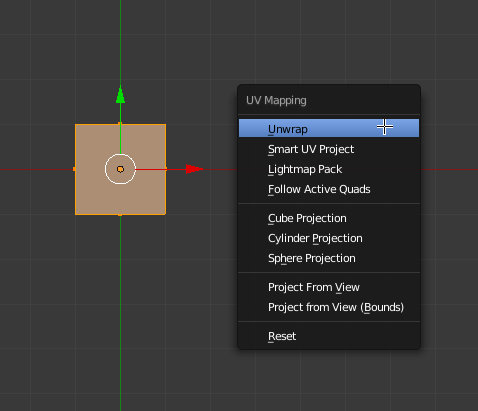 UV Mapping
Unwrap
Smart UV Project
Lightmap Pack
Follow Active Quads
Cube Projection
Cylinder Projection
Sphere Projection
Project From View
Project from View (Bounds)
Reset